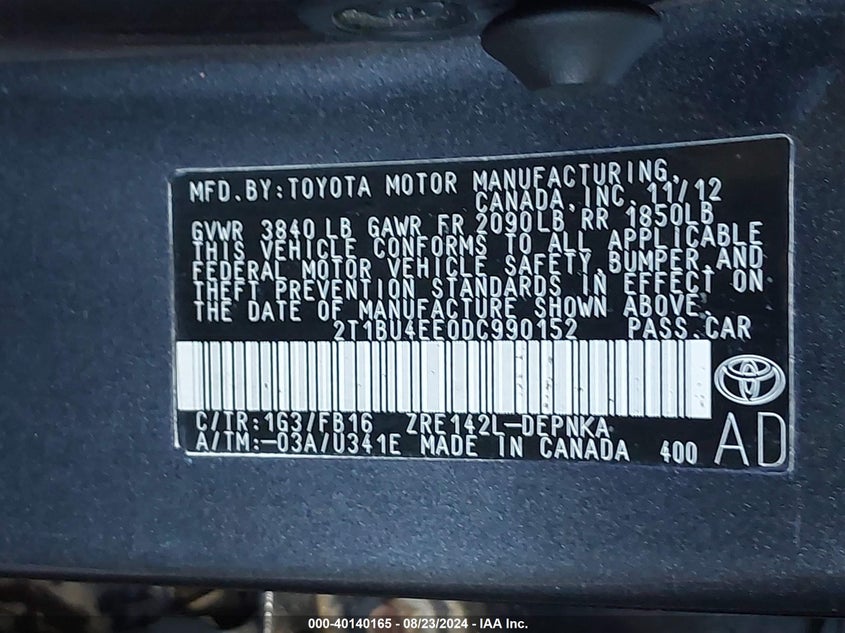 MFD.BY:TOYOTA MOTOR MANUFACTURING,
CANADA, INC. 11/12
GVWR 3840 LB GAWR FR 2090LB RR 1850LB
THIS VEHICLE CONFORMS TO ALL APPLICABLE
FEDERAL MOTOR VEHICLE SAFETY,BUMPER,AND
THEFT PREVENTION STANDARDS IN EFFECT ON
THE DATE OF MANUFACTURE SHOWN ABOVE.
2T1BU4EE0DC990152 PASS.CAR
C/TR:1G3/FB16 ZRE142L-DEPNKA
A/TM:-03A/U341E MADE IN CANADA 400 AD
000-40140165 - 08/23/2024 - IAA Inc.